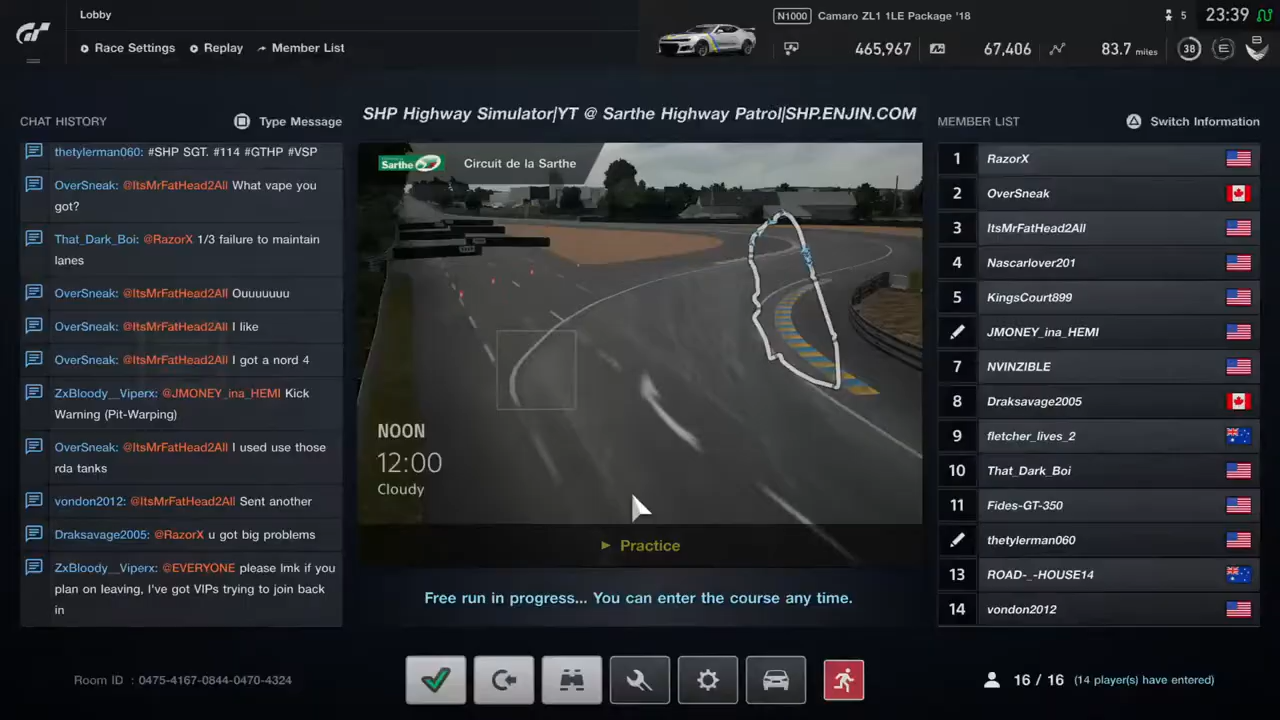 Lobby
N1000 Camaro ZL1 1LE Package '18
5
23:39
Race Settings Replay Member List
465,967 67,406 83.7 miles 38 E B
CHAT HISTORY
Type Message
SHP Highway Simulator|YT @ Sarthe Highway Patrol|SHP.ENJIN.COM
MEMBER LIST
Switch Information
thetylerman060: #SHP SGT. #114 #GTHP #VSP
OverSneak: @ItsMrFatHead2All What vape you
got?
That_Dark_Boi: @RazorX 1/3 failure to maintain
lanes
OverSneak: @ItsMrFatHead2All Ouuuuuuu
OverSneak: @ItsMrFatHead2All I like
OverSneak: @ItsMrFatHead2All I got a nord 4
ZxBloody__Viperx: @JMONEY_ina_HEMI Kick
Warning (Pit-Warping)
OverSneak: @ItsMrFatHead2All I used use those
rda tanks
vondon2012: @ItsMrFatHead2All Sent another
Draksavage2005: @RazorX u got big problems
ZxBloody__Viperx: @EVERYONE please lmk if you
plan on leaving, I've got VIPs trying to join back
in
Sarthe
Circuit de la Sarthe
NOON
12:00
Cloudy
Practice
Free run in progress... You can enter the course any time.
1 RazorX
2 OverSneak
3 ItsMrFatHead2All
4 Nascarlover201
5 KingsCourt899
JMONEY_ina_HEMI
7 NVINZIBLE
8 Draksavage2005
9 fletcher_lives_2
10 That_Dark_Boi
11 Fides-GT-350
thetylerman060
13 ROAD-_-HOUSE14
14 vondon2012
Room ID : 0475-4167-0844-0470-4324
16 / 16 (14 player(s) have entered)